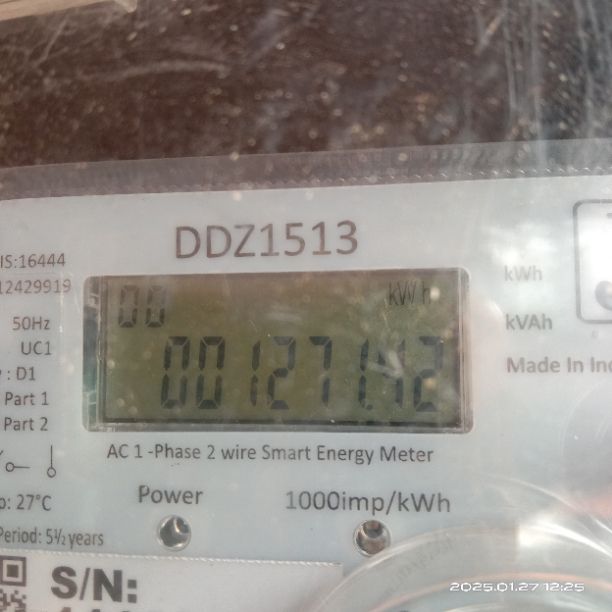 DDZ1513
IS:16444
12429919
50Hz
UC1
: D1
Part 1
Part 2
: 27°C
Period: 5½ years
00
kWh
001271.42
kWh
kVAh
Made In
AC 1 -Phase 2 wire Smart Energy Meter
Power
1000imp/kWh
S/N:
2025.01.27 12:25